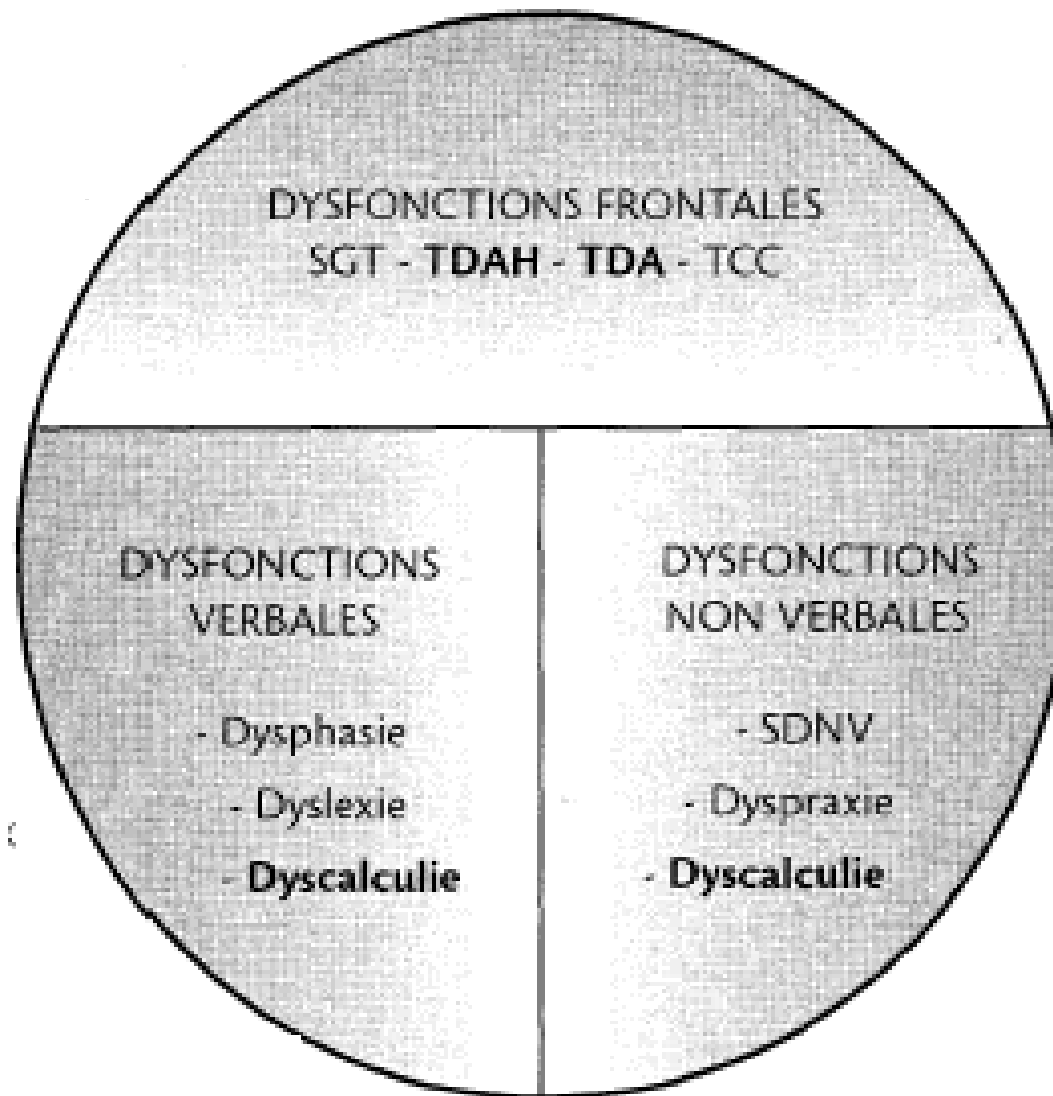 DYSFONCTIONS FRONTALES
SGT - TDAH - TDA - TCC
DYSFONCTIONS
VERBALES
- Dysphasie
- Dyslexie
- Dyscalculie
DYSFONCTIONS
NON VERBALES
- SDNV
- Dyspraxie
- Dyscalculie